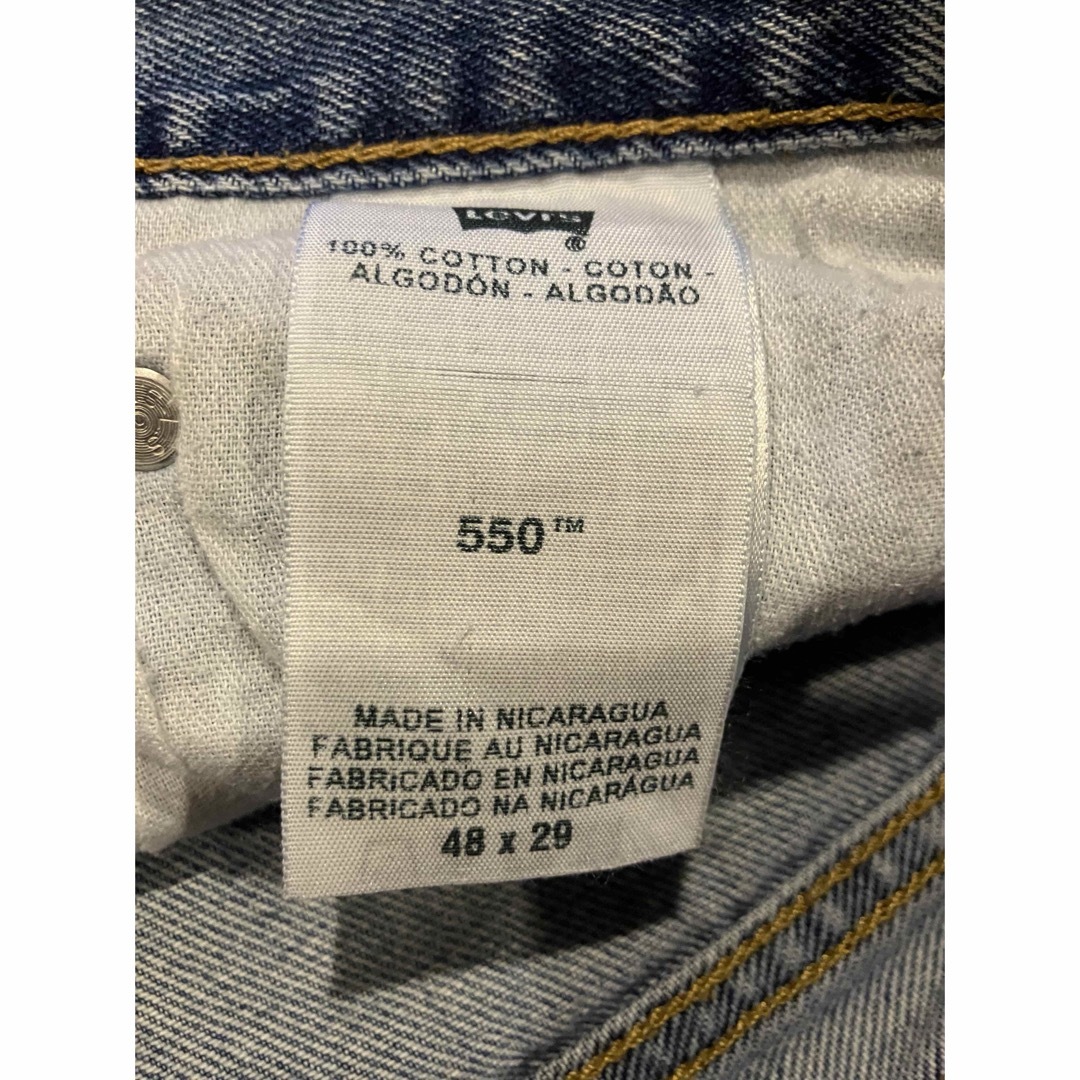 Levi's®
100% COTTON - COTON -
ALGODÓN - ALGODÃO
550™
MADE IN NICARAGUA
FABRIQUE AU NICARAGUA
FABRICADO EN NICARAGUA
FABRICADO NA NICARÁGUA
48 x 29